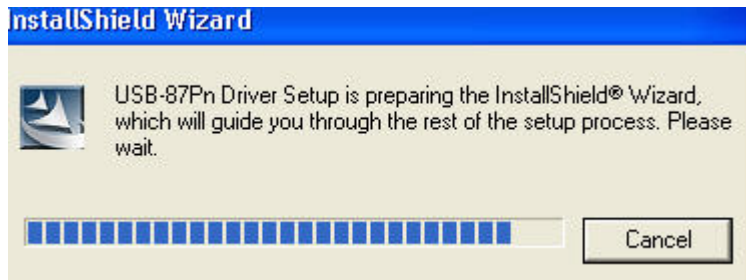 InstallShield Wizard
USB-87Pn Driver Setup is preparing the InstallShield® Wizard,
which will guide you through the rest of the setup process. Please
wait.
Cancel